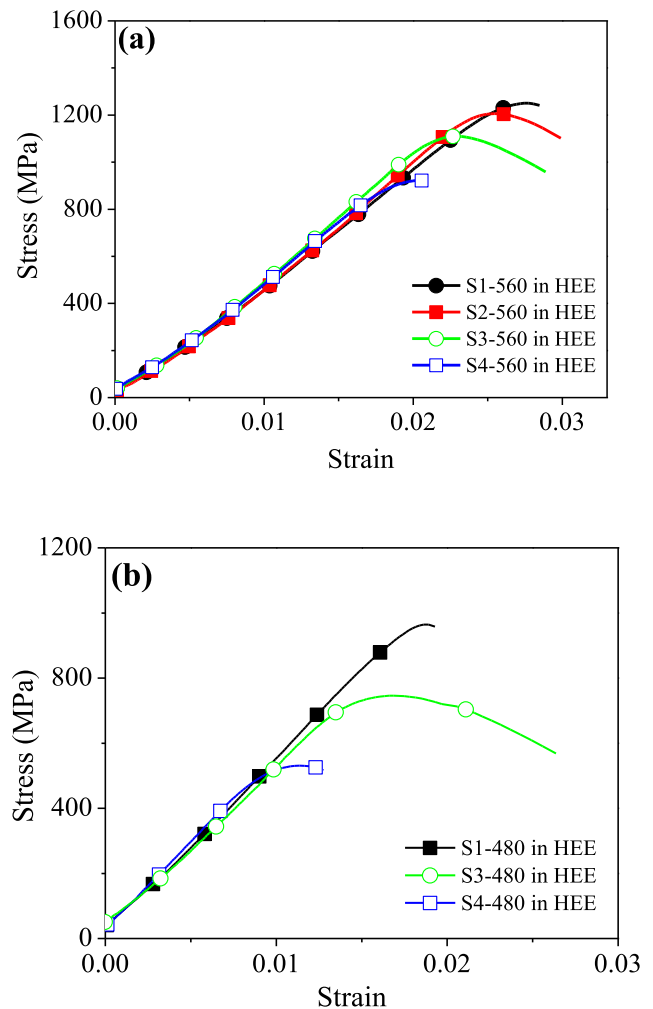 (a)
1600
1200
800
400
0
Stress (MPa)
S1-560 in HEE
S2-560 in HEE
S3-560 in HEE
S4-560 in HEE
0.00 0.01 0.02 0.03
Strain
(b)
1200
800
400
0
Stress (MPa)
S1-480 in HEE
S3-480 in HEE
S4-480 in HEE
0.00 0.01 0.02 0.03
Strain